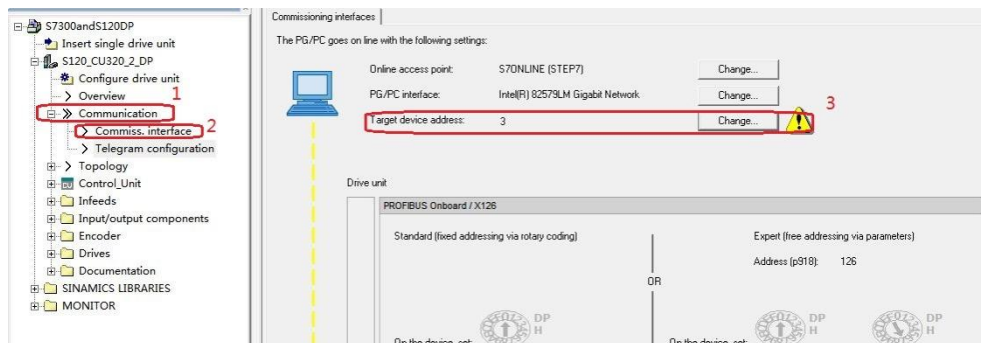 S7300andS120DP
Insert single drive unit
S120_CU320_2_DP
Configure drive unit
Overview
1
Communication
Commiss. interface
2
Telegram configuration
Topology
Control_Unit
Infeeds
Input/output components
Encoder
Drives
Documentation
SINAMICS LIBRARIES
MONITOR
Commissioning interfaces
The PG/PC goes on line with the following settings:
Online access point: S7ONLINE (STEP7) Change...
PG/PC interface: Intel(R) 82579LM Gigabit Network Change...
3
Target device address: 3 Change...
Drive unit
PROFIBUS Onboard / X126
Standard (fixed addressing via rotary coding)
Expert (free addressing via parameters)
Address (p918): 126
OR
DP
H
DP
H
DP
H
On the device, set:
On the device, set: